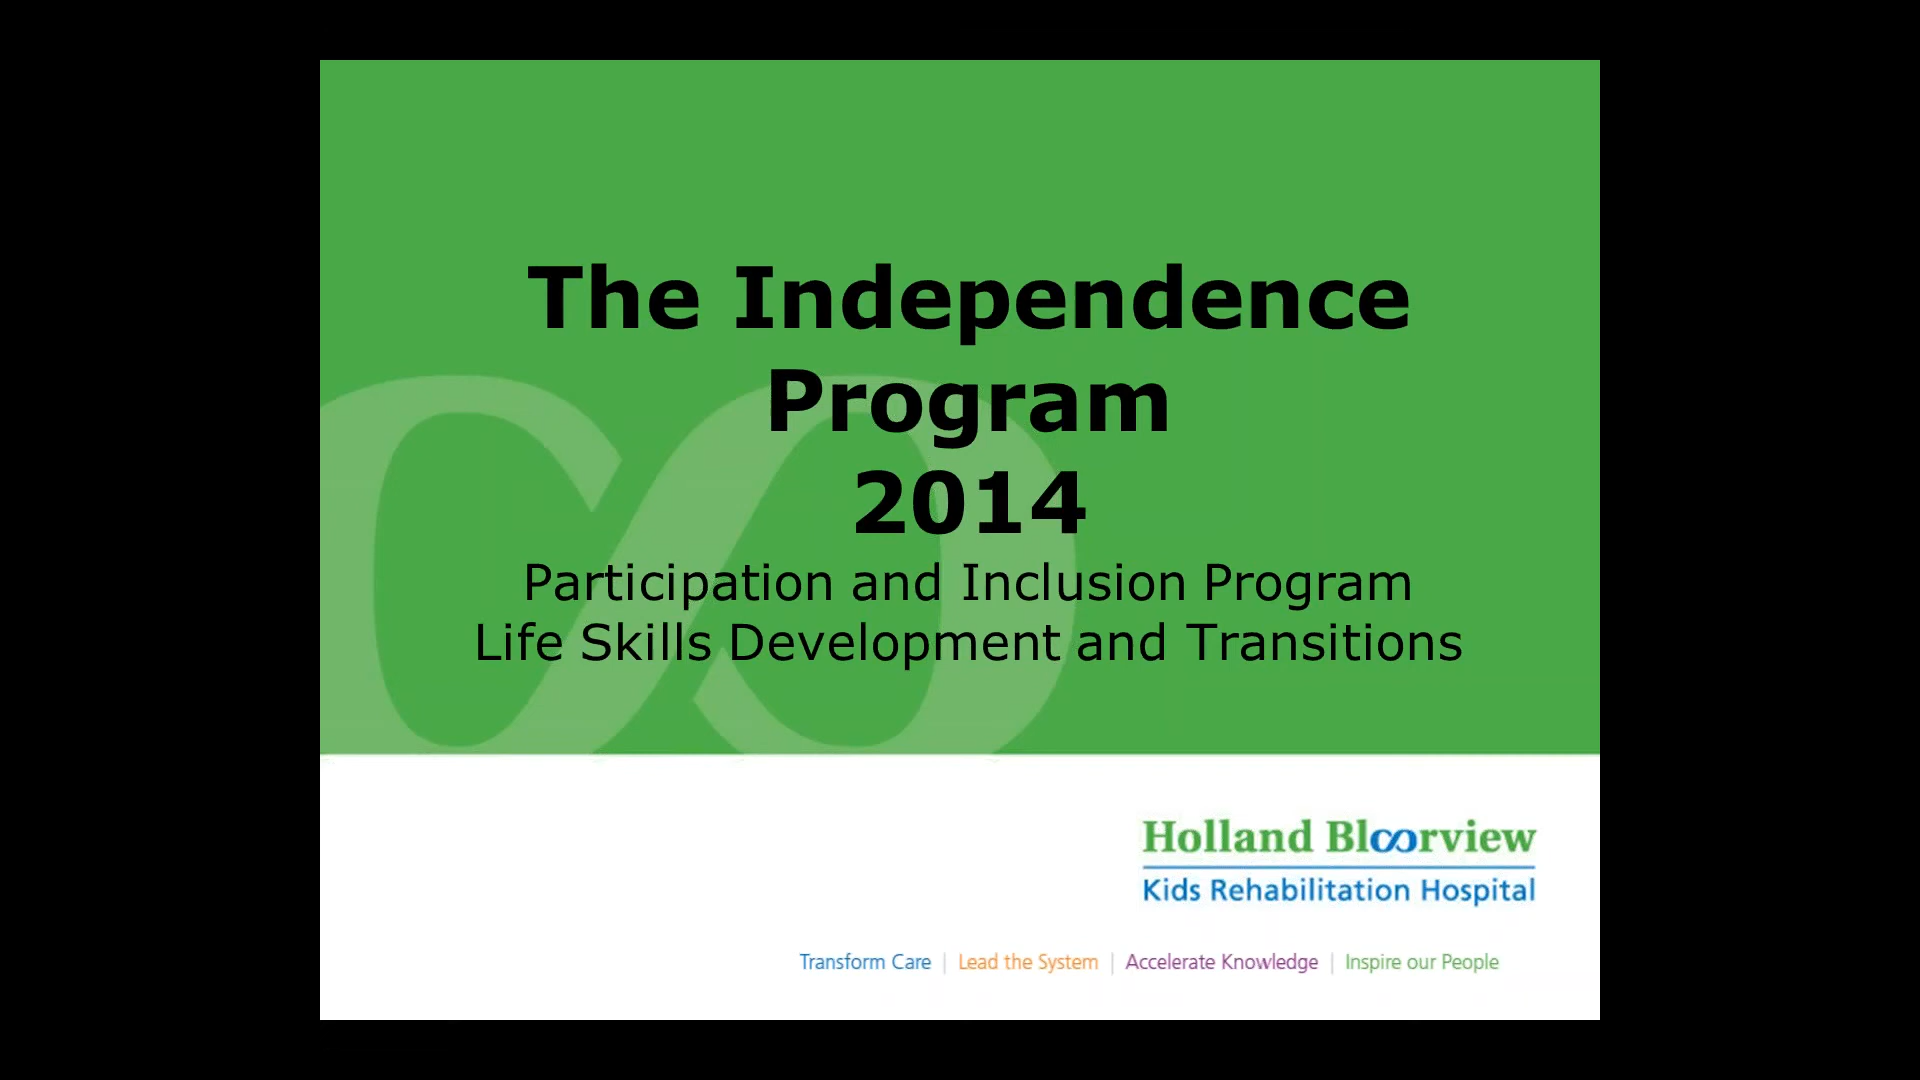 The Independence
Program
2014
Participation and Inclusion Program
Life Skills Development and Transitions
Holland Bloorview
Kids Rehabilitation Hospital
Transform Care | Lead the System | Accelerate Knowledge | Inspire our People